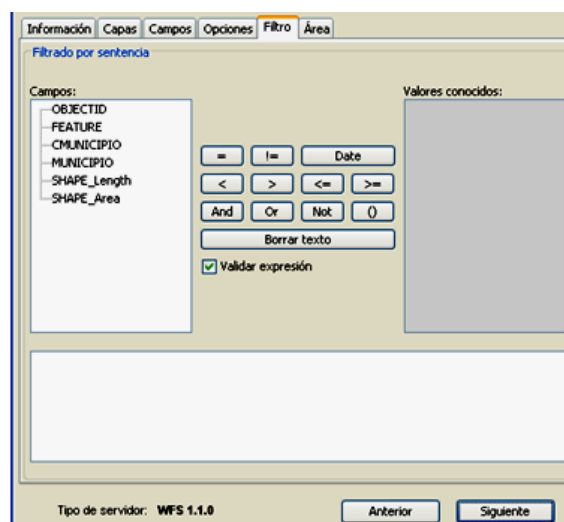 Información Capas Campos Opciones Filtro Área
Filtrado por sentencia
Campos: Valores conocidos:
OBJECTID
FEATURE
CMUNICIPIO
MUNICIPIO
SHAPE_Length
SHAPE_Area
= != Date
< > <= >=
And Or Not ()
Borrar texto
Validar expresión
Tipo de servidor: WFS 1.1.0 Anterior Siguiente